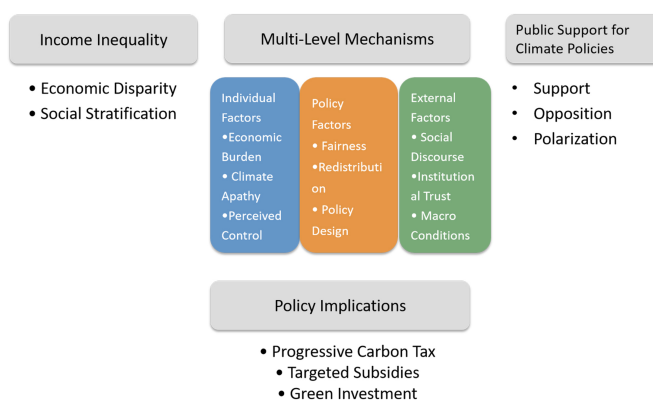 Income Inequality
• Economic Disparity
• Social Stratification
Multi-Level Mechanisms
Individual
Factors
•Economic
Burden
• Climate
Apathy
•Perceived
Control
Policy
Factors
• Fairness
•Redistributi
on
• Policy
Design
External
Factors
• Social
Discourse
•Institution
al Trust
• Macro
Conditions
Public Support for
Climate Policies
• Support
• Opposition
• Polarization
Policy Implications
• Progressive Carbon Tax
• Targeted Subsidies
• Green Investment